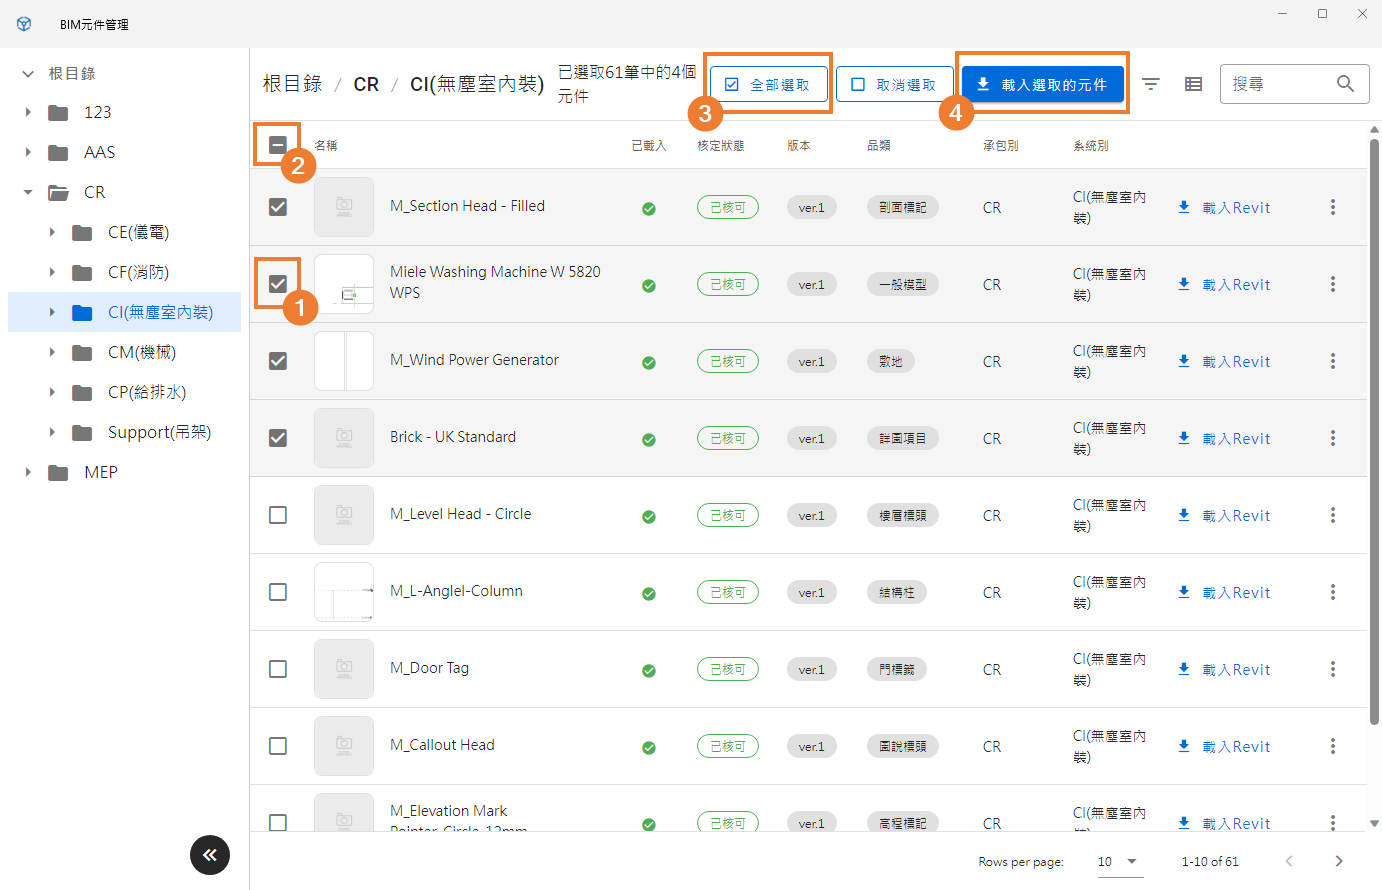 BIM元件管理
根目錄
123
AAS
CR
CE(儀電)
CF(消防)
CI(無塵室內裝)
CM(機械)
CP(給排水)
Support(吊架)
MEP
根目錄 / CR / CI(無塵室內裝)
已選取61筆中的4個
元件
全部選取
取消選取
載入選取的元件
搜尋
3
4
2
1
名稱 已載入 核定狀態 版本 品類 承包別 系統別
M_Section Head - Filled 已核可 ver.1 剖面標記 CR CI(無塵室內
裝) 載入Revit
Miele Washing Machine W 5820
WPS 已核可 ver.1 一般模型 CR CI(無塵室內
裝) 載入Revit
M_Wind Power Generator 已核可 ver.1 敷地 CR CI(無塵室內
裝) 載入Revit
Brick - UK Standard 已核可 ver.1 詳圖項目 CR CI(無塵室內
裝) 載入Revit
M_Level Head - Circle 已核可 ver.1 樓層標頭 CR CI(無塵室內
裝) 載入Revit
M_L-Anglel-Column 已核可 ver.1 結構柱 CR CI(無塵室內
裝) 載入Revit
M_Door Tag 已核可 ver.1 門標籤 CR CI(無塵室內
裝) 載入Revit
M_Callout Head 已核可 ver.1 圖說標頭 CR CI(無塵室內
裝) 載入Revit
M_Elevation Mark
Pointer_Circle_12mm 已核可 ver.1 高程標記 CR CI(無塵室內
裝) 載入Revit
Rows per page: 10 1-10 of 61